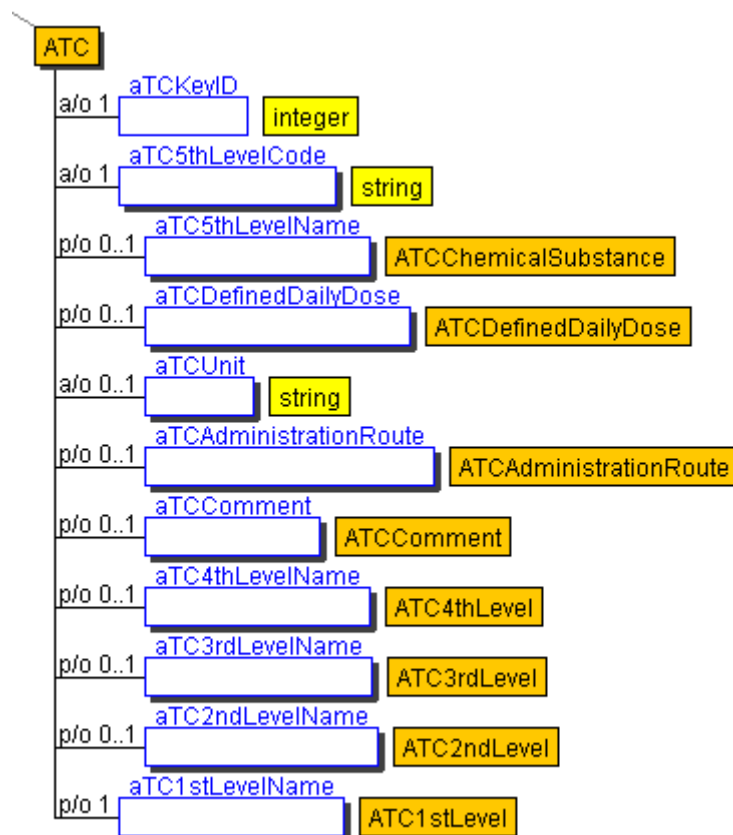 ATC
aTCKeyID
a/o 1 integer
aTC5thLevelCode
a/o 1 string
aTC5thLevelName
p/o 0..1 ATCChemicalSubstance
aTCDefinedDailyDose
p/o 0..1 ATCDefinedDailyDose
aTCUnit
a/o 0..1 string
aTCAdministrationRoute
p/o 0..1 ATCAdministrationRoute
aTCComment
p/o 0..1 ATCComment
aTC4thLevelName
p/o 0..1 ATC4thLevel
aTC3rdLevelName
p/o 0..1 ATC3rdLevel
aTC2ndLevelName
p/o 0..1 ATC2ndLevel
aTC1stLevelName
p/o 1 ATC1stLevel